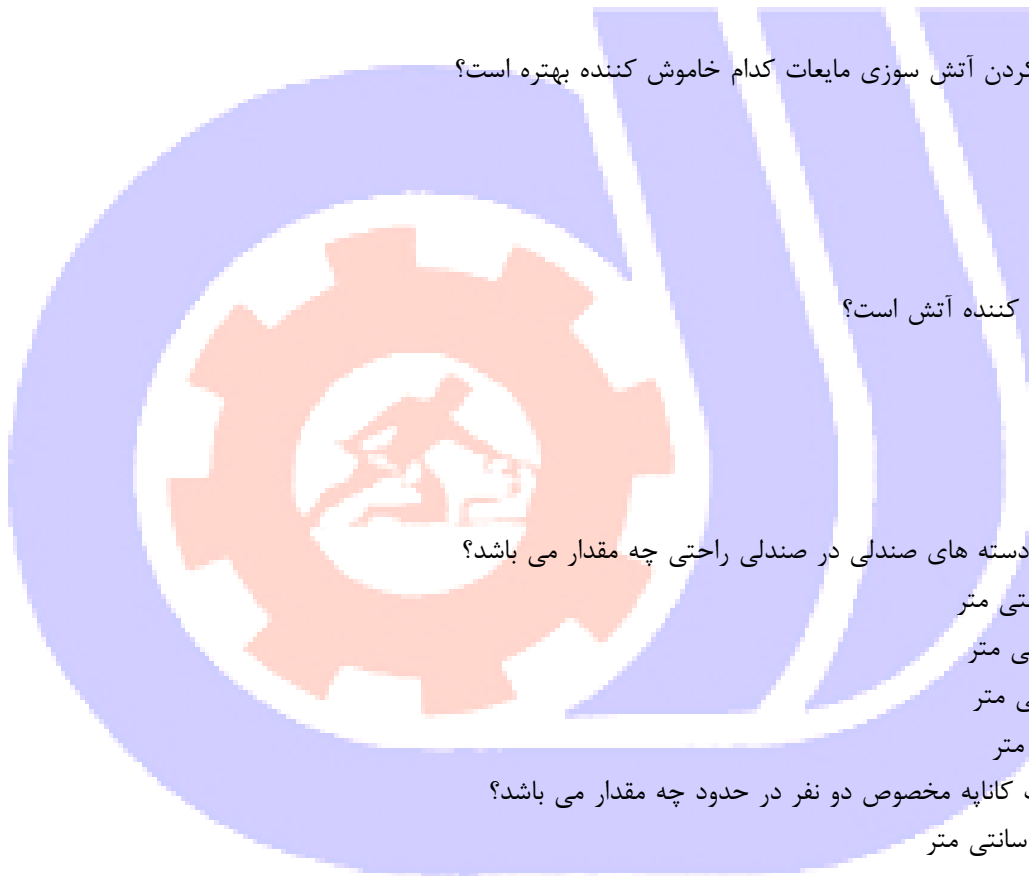 کردن آتش سوزی مایعات کدام خاموش کننده بهتره است؟
کننده آتش است؟
دسته های صندلی در صندلی راحتی چه مقدار می باشد؟
متر
متر
متر
متر
کاناپه مخصوص دو نفر در حدود چه مقدار می باشد؟
سانتی متر